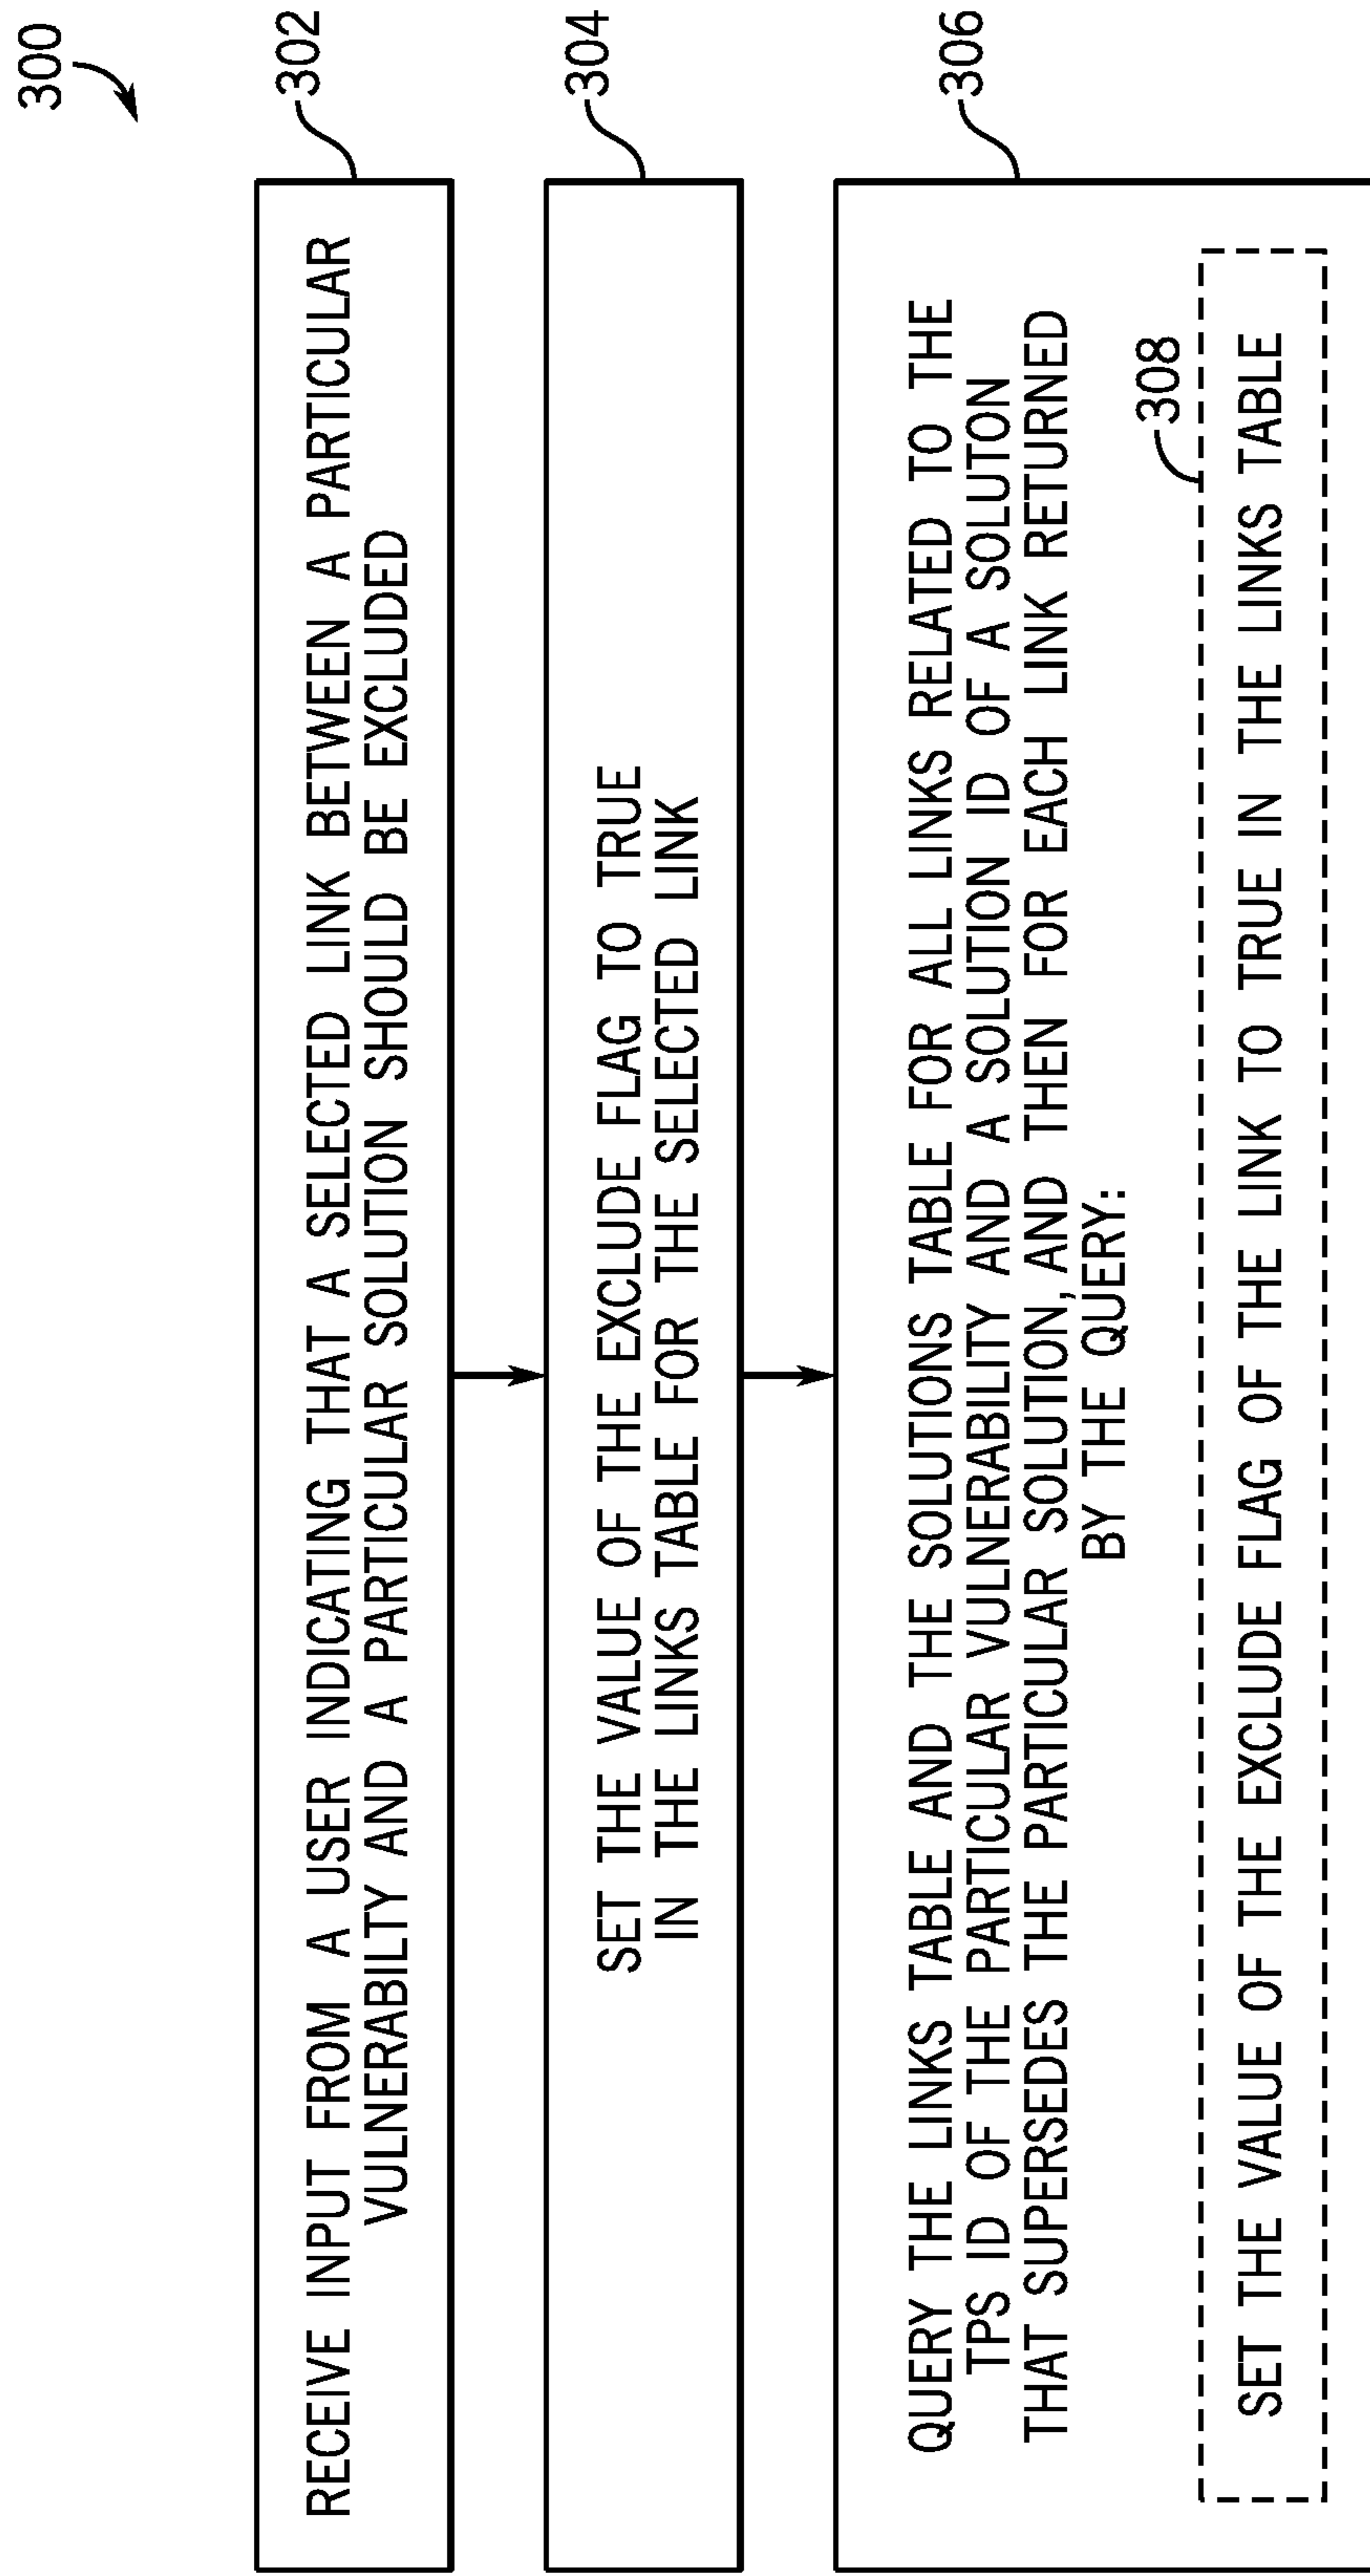 300
302
RECEIVE INPUT FROM A USER INDICATING THAT A SELECTED LINK BETWEEN A PARTICULAR
VULNERABILTY AND A PARTICULAR SOLUTION SHOULD BE EXCLUDED
304
SET THE VALUE OF THE EXCLUDE FLAG TO TRUE
IN THE LINKS TABLE FOR THE SELECTED LINK
306
QUERY THE LINKS TABLE AND THE SOLUTIONS TABLE FOR ALL LINKS RELATED TO THE
TPS ID OF THE PARTICULAR VULNERABILITY AND A SOLUTION ID OF A SOLUTON
THAT SUPERSEDES THE PARTICULAR SOLUTION, AND THEN FOR EACH LINK RETURNED
BY THE QUERY:
308
SET THE VALUE OF THE EXCLUDE FLAG OF THE LINK TO TRUE IN THE LINKS TABLE